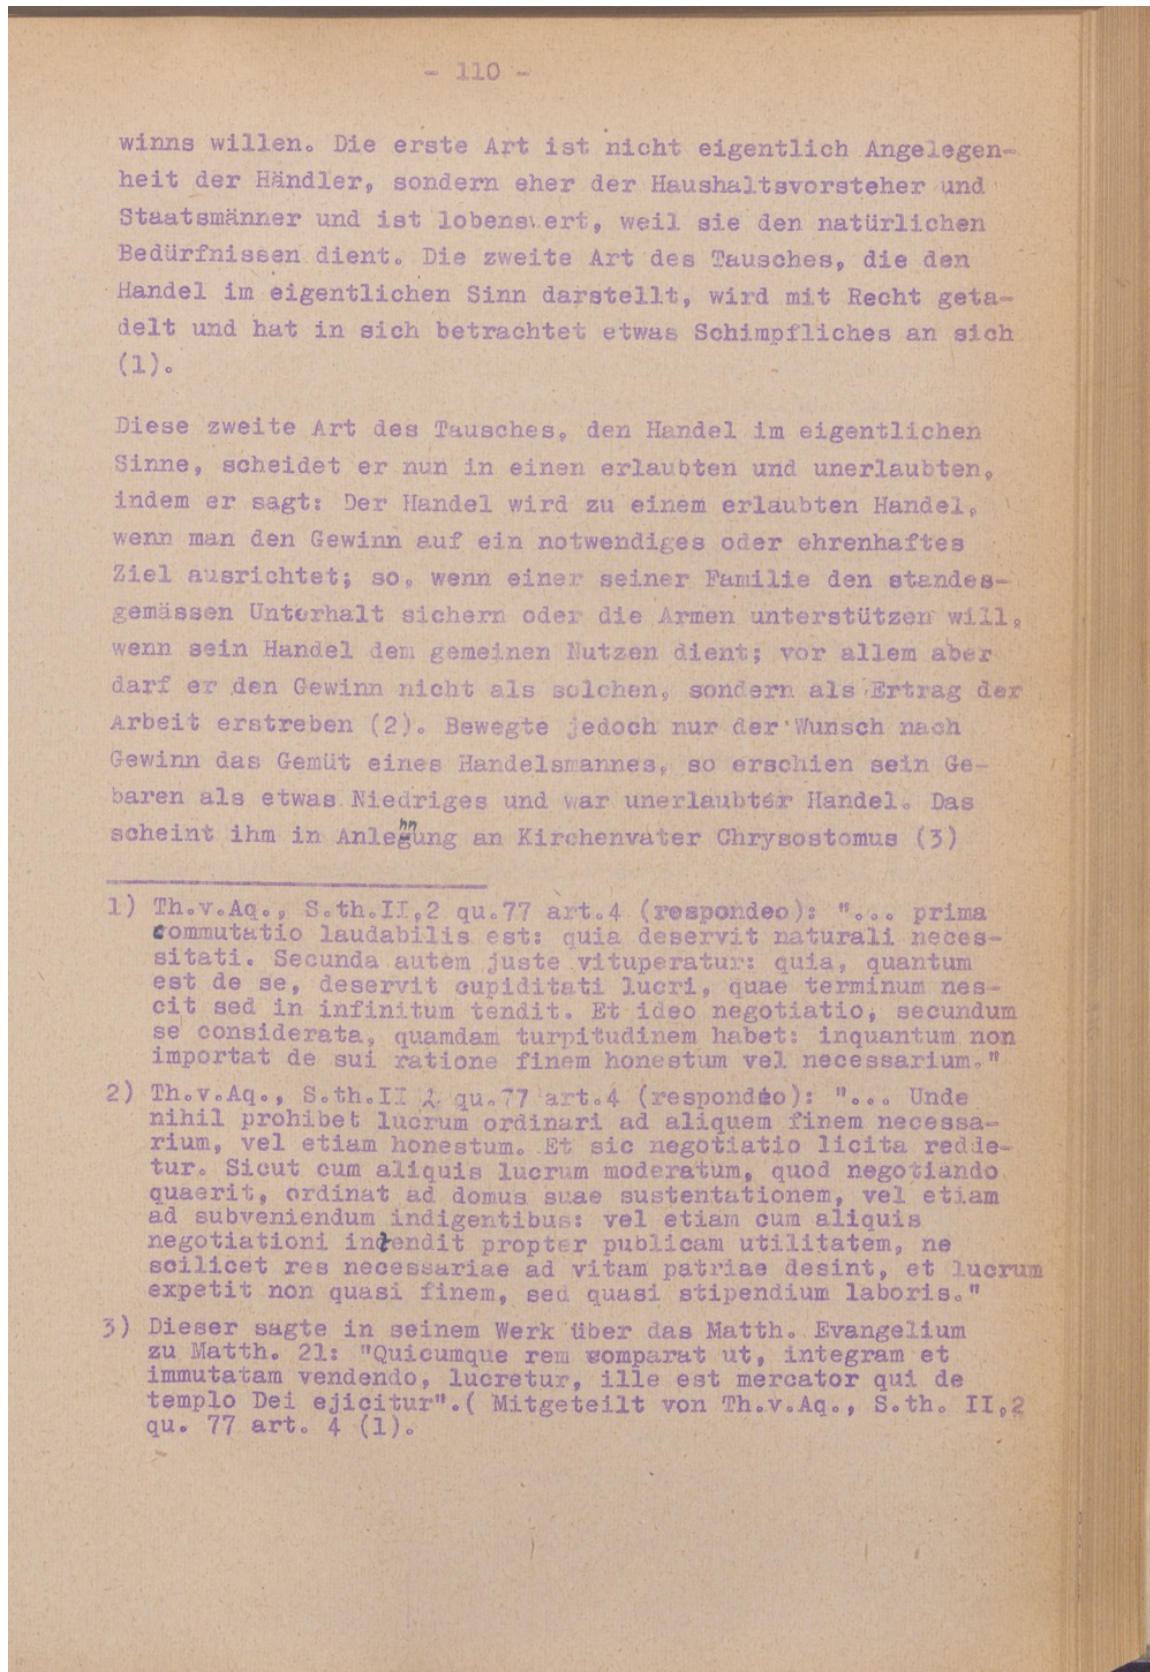 - 110 -
winns willen. Die erste Art ist nicht eigentlich Angelegen-
heit der Händler, sondern eher der Haushaltsvorsteher und
Staatsmänner und ist lobenswert, weil sie den natürlichen
Bedürfnissen dient. Die zweite Art des Tausches, die den
Handel im eigentlichen Sinn darstellt, wird mit Recht geta-
delt und hat in sich betrachtet etwas Schimpfliches an sich
(1).
Diese zweite Art des Tausches, den Handel im eigentlichen
Sinne, scheidet er nun in einen erlaubten und unerlaubten,
indem er sagt: Der Handel wird zu einem erlaubten Handel,
wenn man den Gewinn auf ein notwendiges oder ehrenhaftes
Ziel ausrichtet; so, wenn einer seiner Familie den standes-
gemässen Unterhalt sichern oder die Armen unterstützen will,
wenn sein Handel dem gemeinen Nutzen dient; vor allem aber
darf er den Gewinn nicht als solchen, sondern als Ertrag der
Arbeit erstreben (2). Bewegte jedoch nur der Wunsch nach
Gewinn das Gemüt eines Handelsmannes, so erschien sein Ge-
baren als etwas Niedriges und war unerlaubter Handel. Das
scheint ihm in Anlehnung an Kirchenvater Chrysostomus (3)
1) Th.v.Aq., S.th.II,2 qu.77 art.4 (respondeo): "... prima
commutatio laudabilis est: quia deservit naturali neces-
sitati. Secunda autem juste vituperatur: quia, quantum
est de se, deservit cupiditati lucri, quae terminum nes-
cit sed in infinitum tendit. Et ideo negotiatio, secundum
se considerata, quamdam turpitudinem habet: inquantum non
importat de sui ratione finem honestum vel necessarium."
2) Th.v.Aq., S.th.II 2 qu.77 art.4 (respondeo): "... Unde
nihil prohibet lucrum ordinari ad aliquem finem necessa-
rium, vel etiam honestum. Et sic negotiatio licita redde-
tur. Sicut cum aliquis lucrum moderatum, quod negotiando
quaerit, ordinat ad domus suae sustentationem, vel etiam
ad subveniendum indigentibus: vel etiam cum aliquis
negotiationi intendit propter publicam utilitatem, ne
scilicet res necessariae ad vitam patriae desint, et lucrum
expetit non quasi finem, sed quasi stipendium laboris."
3) Dieser sagte in seinem Werk über das Matth. Evangelium
zu Matth. 21: "Quicumque rem comparat ut, integram et
immutatam vendendo, lucretur, ille est mercator qui de
templo Dei ejicitur".( Mitgeteilt von Th.v.Aq., S.th. II,2
qu. 77 art. 4 (1).